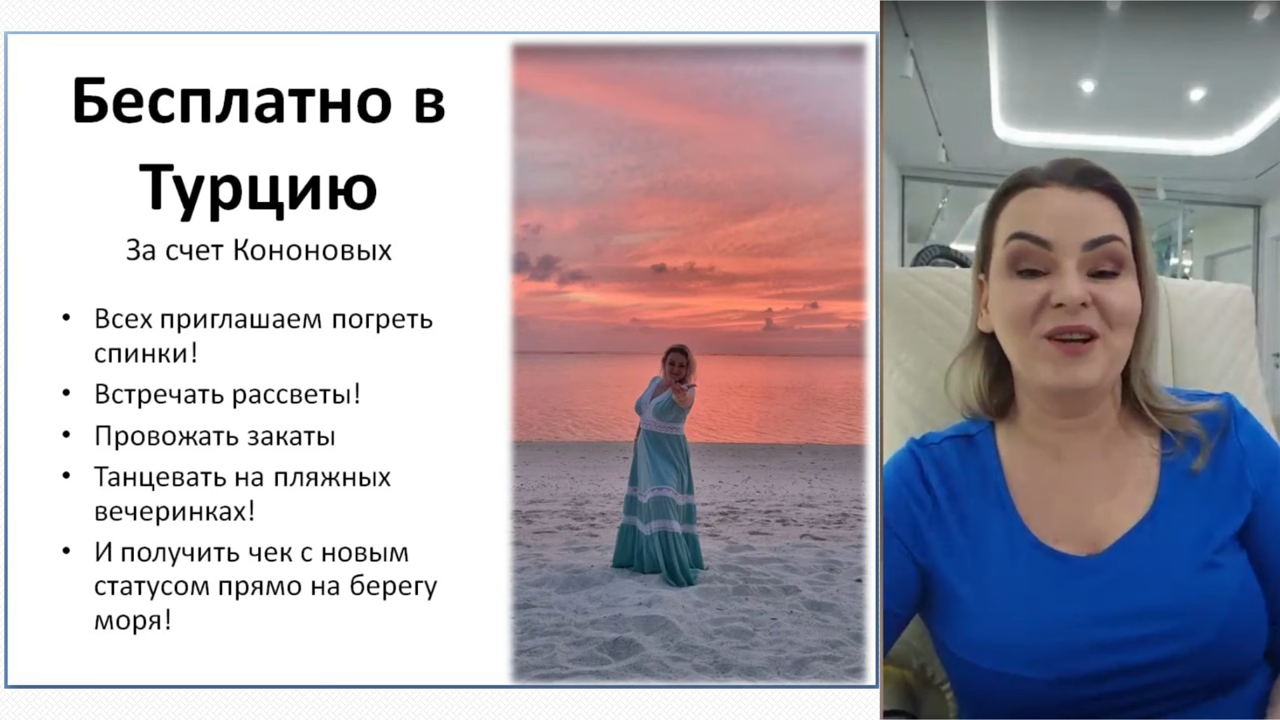 Бесплатно в
Турцию
За счет Кононовых
• Всех приглашаем погреть
спинки!
• Встречать рассветы!
• Провожать закаты
• Танцевать на пляжных
вечеринках!
• И получить чек с новым
статусом прямо на берегу
моря!